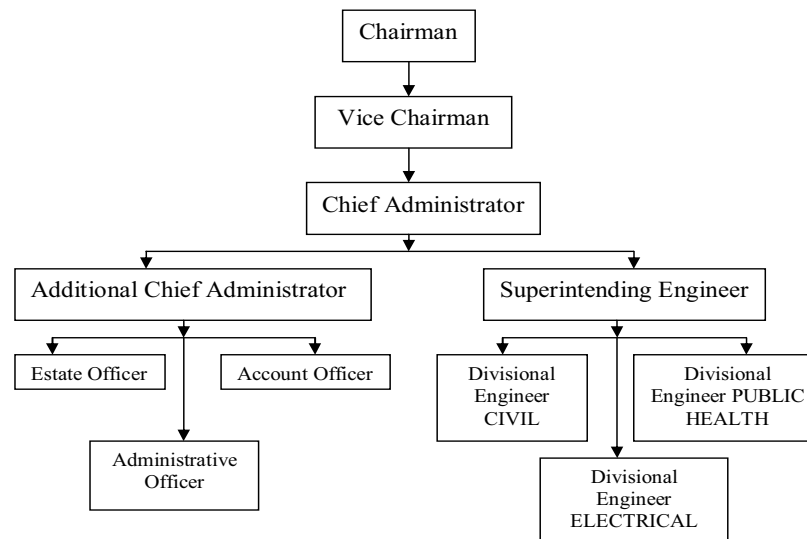 Chairman
Vice Chairman
Chief Administrator
Additional Chief Administrator
Superintending Engineer
Estate Officer
Account Officer
Administrative
Officer
Divisional
Engineer
CIVIL
Divisional
Engineer PUBLIC
HEALTH
Divisional
Engineer
ELECTRICAL